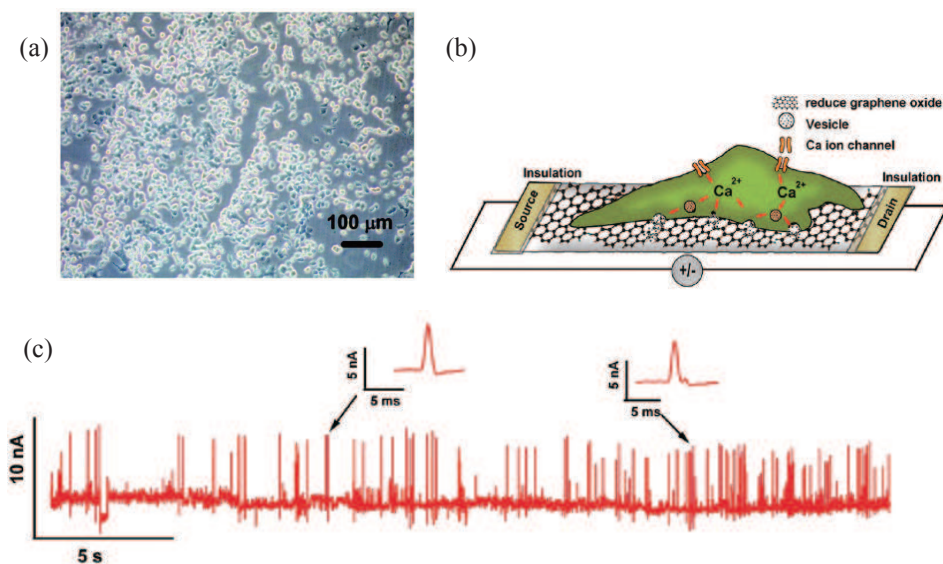 (a)
100 µm
(b)
reduce graphene oxide
Vesicle
Ca ion channel
Insulation
Insulation
Source
Ca2+
Ca2+
Drain
+/-
(c)
5 nA
5 ms
5 nA
5 ms
10 nA
5 s